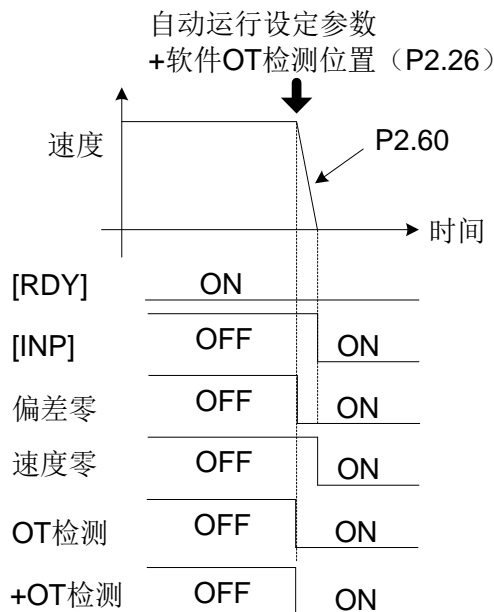 自动运行设定参数
+软件OT检测位置（P2.26）
速度
P2.60
时间
[RDY] ON
[INP] OFF ON
偏差零 OFF ON
速度零 OFF ON
OT检测 OFF ON
+OT检测 OFF ON